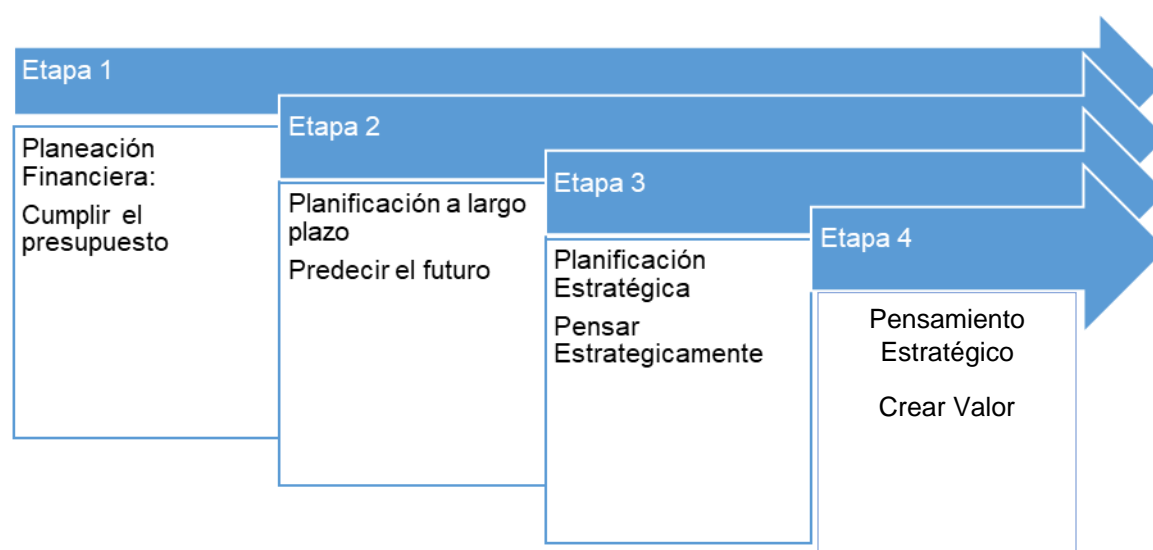 Etapa 1
Planeación
Financiera:
Cumplir el
presupuesto
Etapa 2
Planificación a largo
plazo
Predecir el futuro
Etapa 3
Planificación
Estratégica
Pensar
Estrategicamente
Etapa 4
Pensamiento
Estratégico
Crear Valor